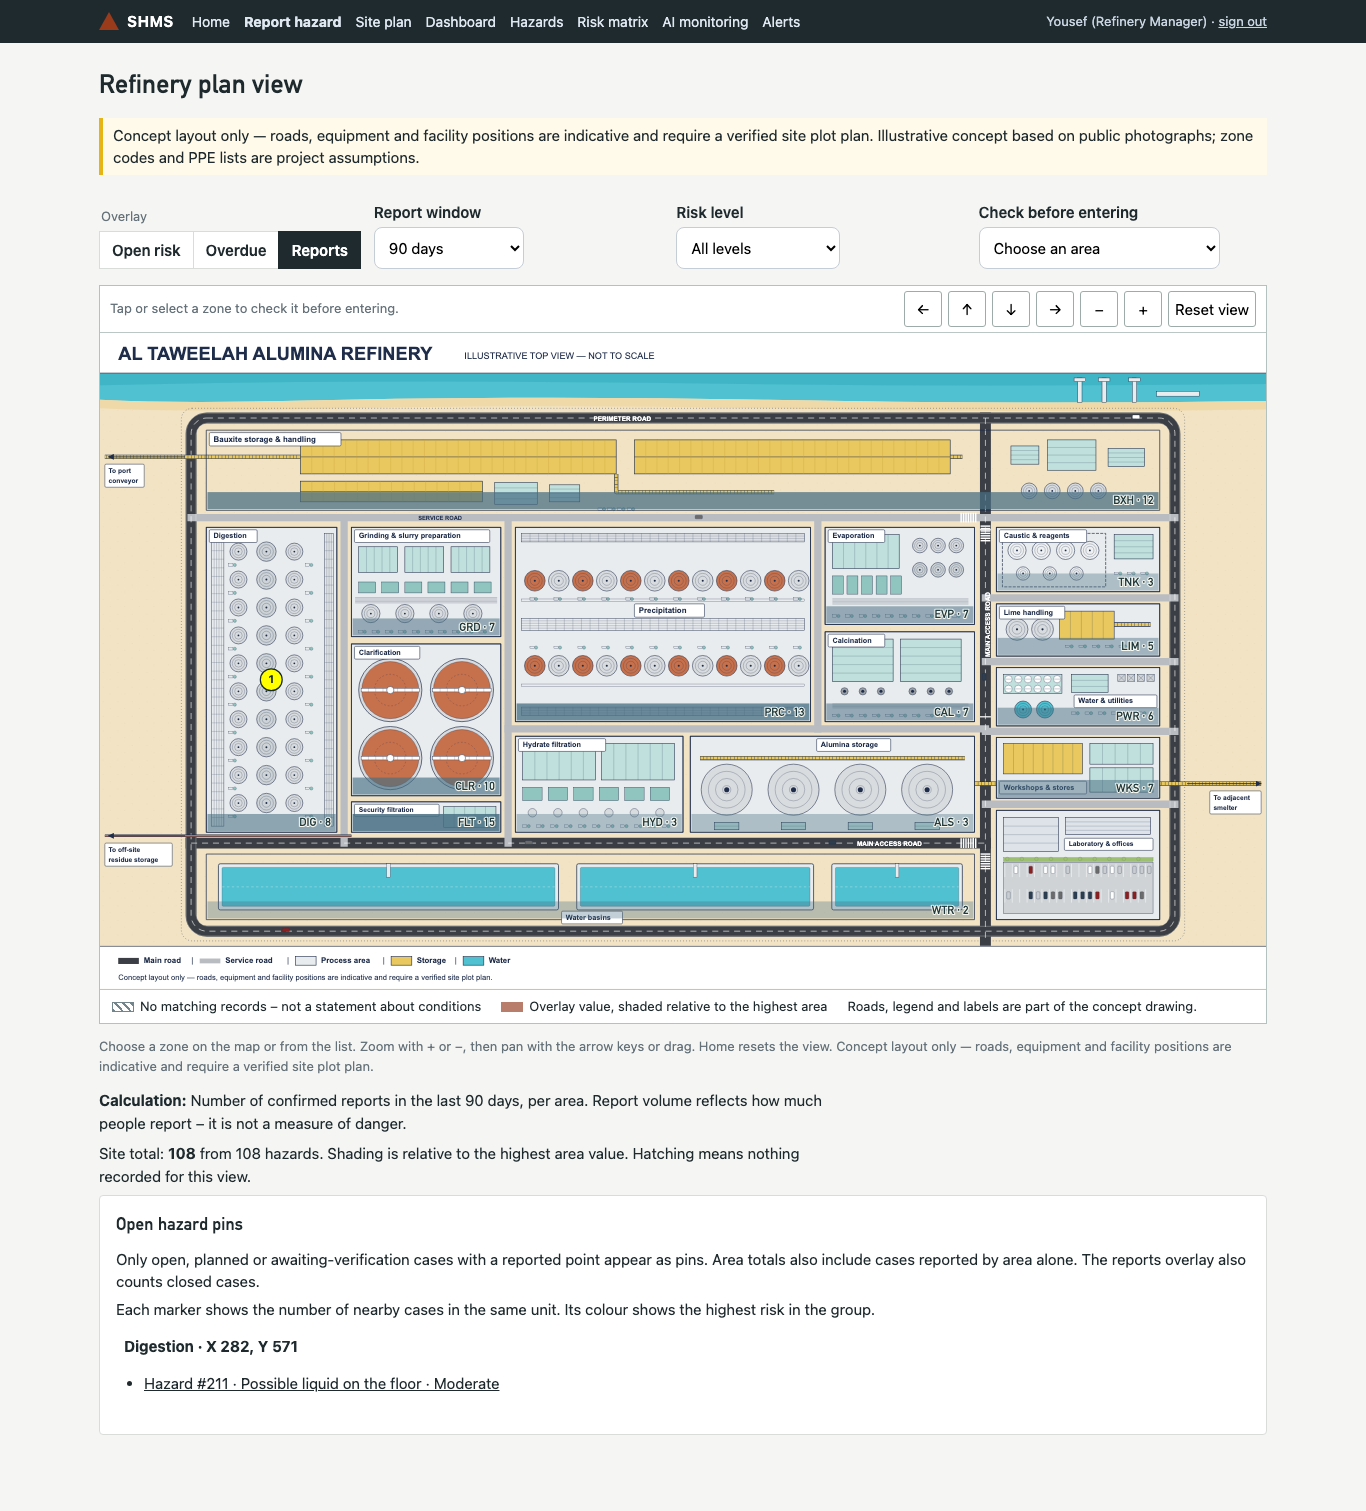 SHMS Home Report hazard Site plan Dashboard Hazards Risk matrix AI monitoring Alerts Yousef (Refinery Manager) · sign out
Refinery plan view
Concept layout only — roads, equipment and facility positions are indicative and require a verified site plot plan. Illustrative concept based on public photographs; zone
codes and PPE lists are project assumptions.
Overlay
Open risk Overdue Reports
Report window
90 days
Risk level
All levels
Check before entering
Choose an area
Tap or select a zone to check it before entering.
← ↑ ↓ → − + Reset view
AL TAWEELAH ALUMINA REFINERY ILLUSTRATIVE TOP VIEW — NOT TO SCALE
PERIMETER ROAD
Bauxite storage & handling
To port
conveyor
BXH · 12
SERVICE ROAD
Digestion
Grinding & slurry preparation
Evaporation
Caustic & reagents
TNK · 3
Precipitation
Lime handling
EVP · 7
GRD · 7
MAIN ACCESS ROAD
Calcination
LIM · 5
Clarification
1
Water & utilities
PRC · 13
CAL · 7
PWR · 6
Hydrate filtration
Alumina storage
CLR · 10
Workshops & stores
WKS · 7
To adjacent
smelter
Security filtration
DIG · 8
FLT · 15
HYD · 3
ALS · 3
MAIN ACCESS ROAD
Laboratory & offices
To off-site
residue storage
WTR · 2
Water basins
Main road | Service road | Process area | Storage | Water
Concept layout only — roads, equipment and facility positions are indicative and require a verified site plot plan.
No matching records – not a statement about conditions Overlay value, shaded relative to the highest area Roads, legend and labels are part of the concept drawing.
Choose a zone on the map or from the list. Zoom with + or −, then pan with the arrow keys or drag. Home resets the view. Concept layout only — roads, equipment and facility positions are
indicative and require a verified site plot plan.
Calculation: Number of confirmed reports in the last 90 days, per area. Report volume reflects how much
people report – it is not a measure of danger.
Site total: 108 from 108 hazards. Shading is relative to the highest area value. Hatching means nothing
recorded for this view.
Open hazard pins
Only open, planned or awaiting-verification cases with a reported point appear as pins. Area totals also include cases reported by area alone. The reports overlay also
counts closed cases.
Each marker shows the number of nearby cases in the same unit. Its colour shows the highest risk in the group.
Digestion · X 282, Y 571
• Hazard #211 · Possible liquid on the floor · Moderate